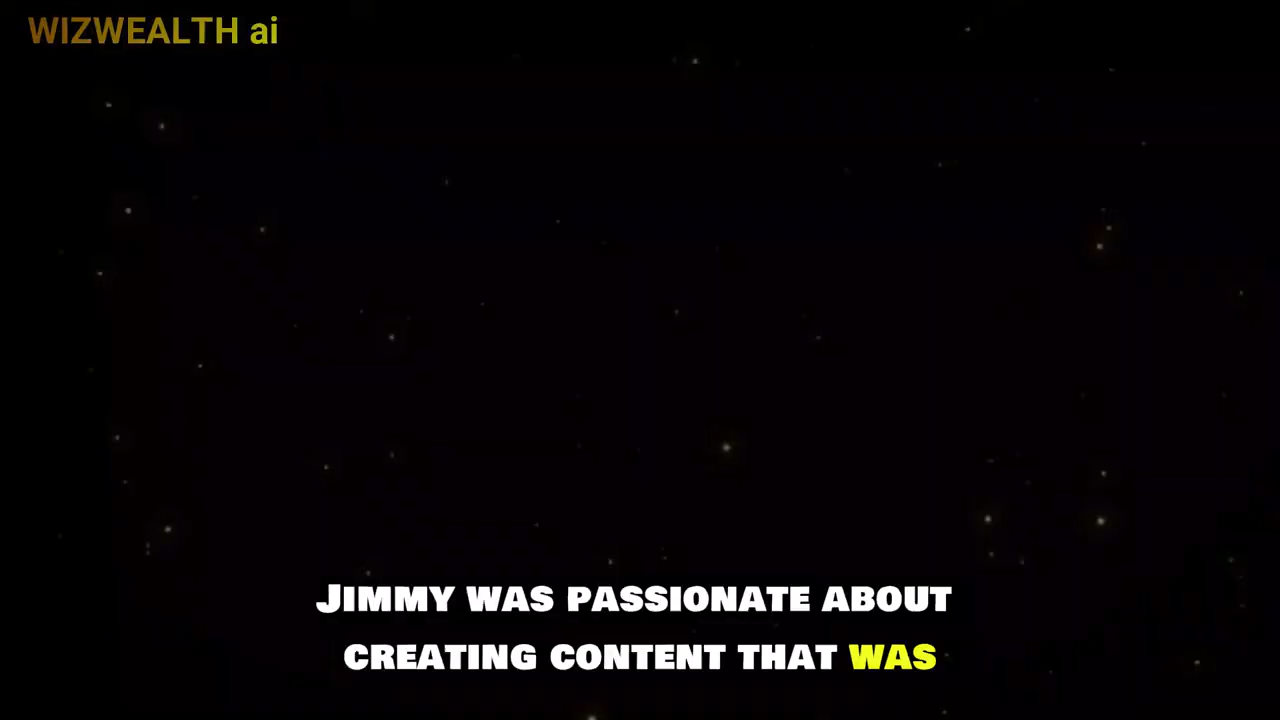 WIZWEALTH ai
JIMMY WAS PASSIONATE ABOUT
CREATING CONTENT THAT WAS